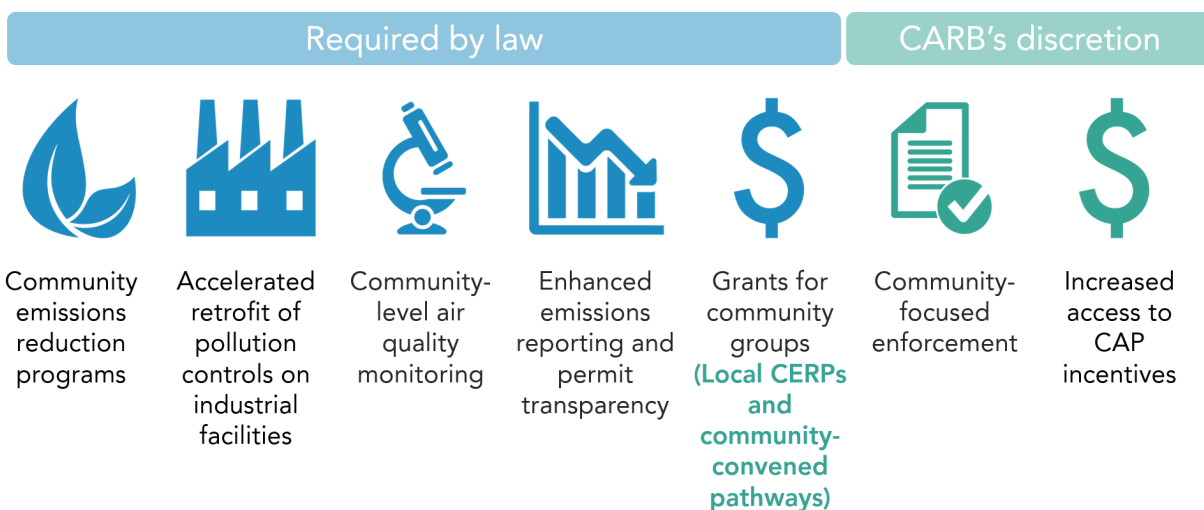 Required by law
CARB's discretion
Community
emissions
reduction
programs
Accelerated
retrofit of
pollution
controls on
industrial
facilities
Community-
level air
quality
monitoring
Enhanced
emissions
reporting and
permit
transparency
Grants for
community
groups
(Local CERPs
and
community-
convened
pathways)
Community-
focused
enforcement
Increased
access to
CAP
incentives